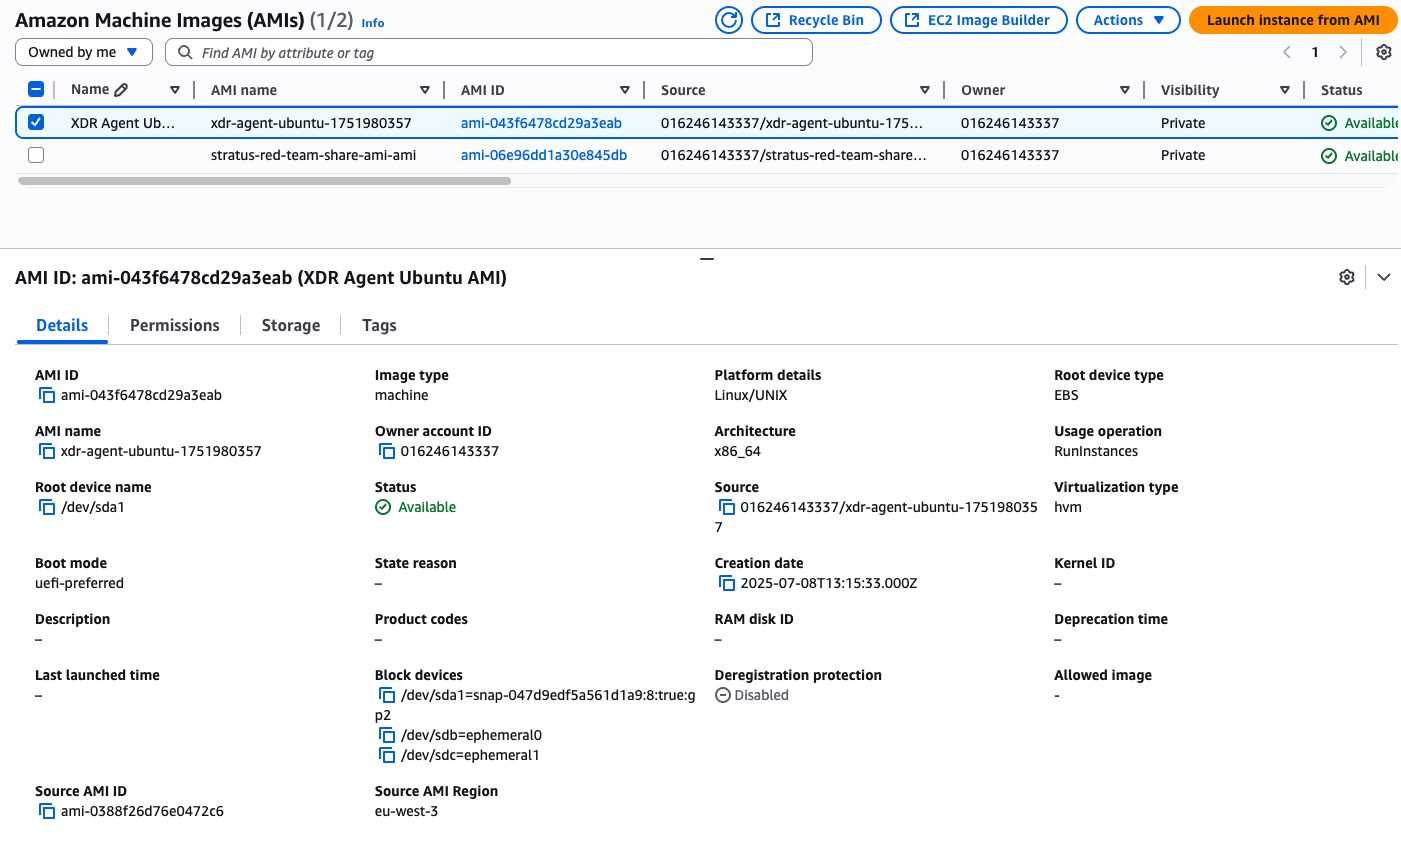 Amazon Machine Images (AMIs) (1/2) Info
Recycle Bin
EC2 Image Builder
Actions
Launch instance from AMI
Owned by me
Find AMI by attribute or tag
1
Name AMI name AMI ID Source Owner Visibility Status
XDR Agent Ub... xdr-agent-ubuntu-1751980357 ami-043f6478cd29a3eab 016246143337/xdr-agent-ubuntu-175... 016246143337 Private Available
stratus-red-team-share-ami-ami ami-06e96dd1a30e845db 016246143337/stratus-red-team-share... 016246143337 Private Available
AMI ID: ami-043f6478cd29a3eab (XDR Agent Ubuntu AMI)
Details Permissions Storage Tags
AMI ID
ami-043f6478cd29a3eab
Image type
machine
Platform details
Linux/UNIX
Root device type
EBS
AMI name
xdr-agent-ubuntu-1751980357
Owner account ID
016246143337
Architecture
x86_64
Usage operation
RunInstances
Root device name
/dev/sda1
Status
Available
Source
016246143337/xdr-agent-ubuntu-175198035
7
Virtualization type
hvm
Boot mode
uefi-preferred
State reason
–
Creation date
2025-07-08T13:15:33.000Z
Kernel ID
–
Description
–
Product codes
–
RAM disk ID
–
Deprecation time
–
Last launched time
–
Block devices
/dev/sda1=snap-047d9edf5a561d1a9:8:true:g
p2
/dev/sdb=ephemeral0
/dev/sdc=ephemeral1
Deregistration protection
Disabled
Allowed image
-
Source AMI ID
ami-0388f26d76e0472c6
Source AMI Region
eu-west-3